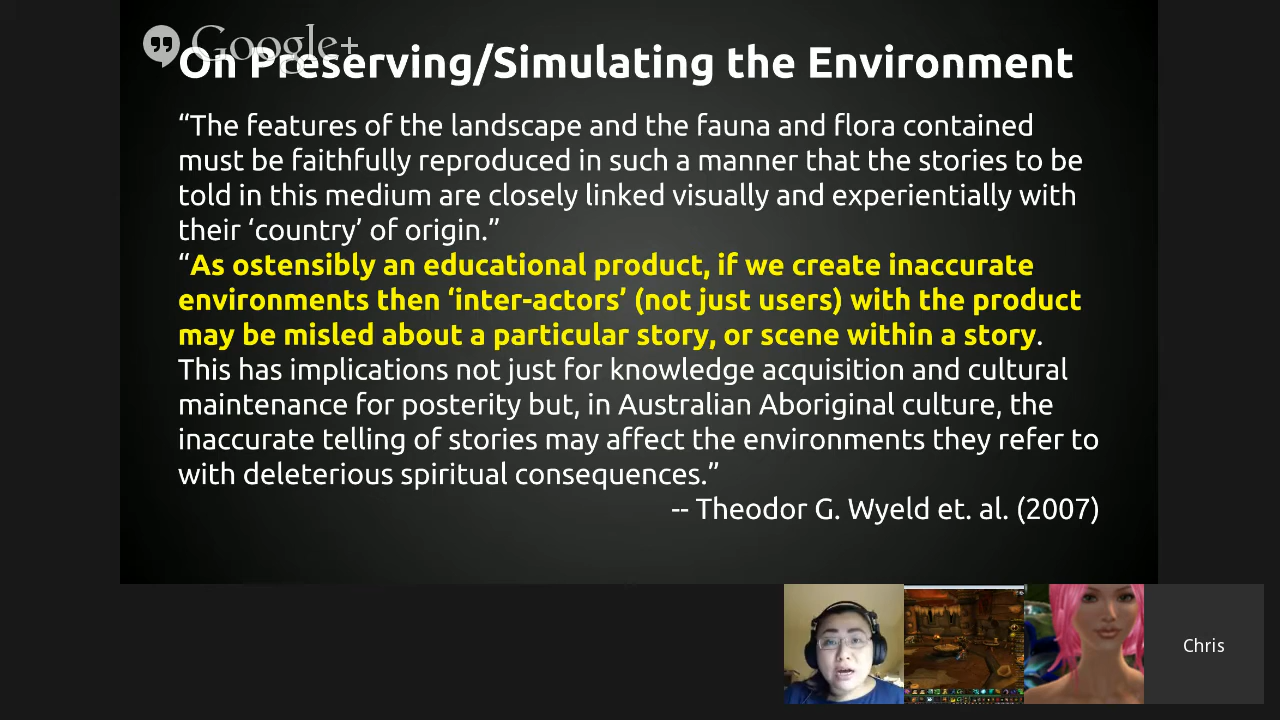 Google+
On Preserving/Simulating the Environment
“The features of the landscape and the fauna and flora contained
must be faithfully reproduced in such a manner that the stories to be
told in this medium are closely linked visually and experientially with
their ‘country’ of origin.”
“As ostensibly an educational product, if we create inaccurate
environments then ‘inter-actors’ (not just users) with the product
may be misled about a particular story, or scene within a story.
This has implications not just for knowledge acquisition and cultural
maintenance for posterity but, in Australian Aboriginal culture, the
inaccurate telling of stories may affect the environments they refer to
with deleterious spiritual consequences.”
-- Theodor G. Wyeld et. al. (2007)
Chris